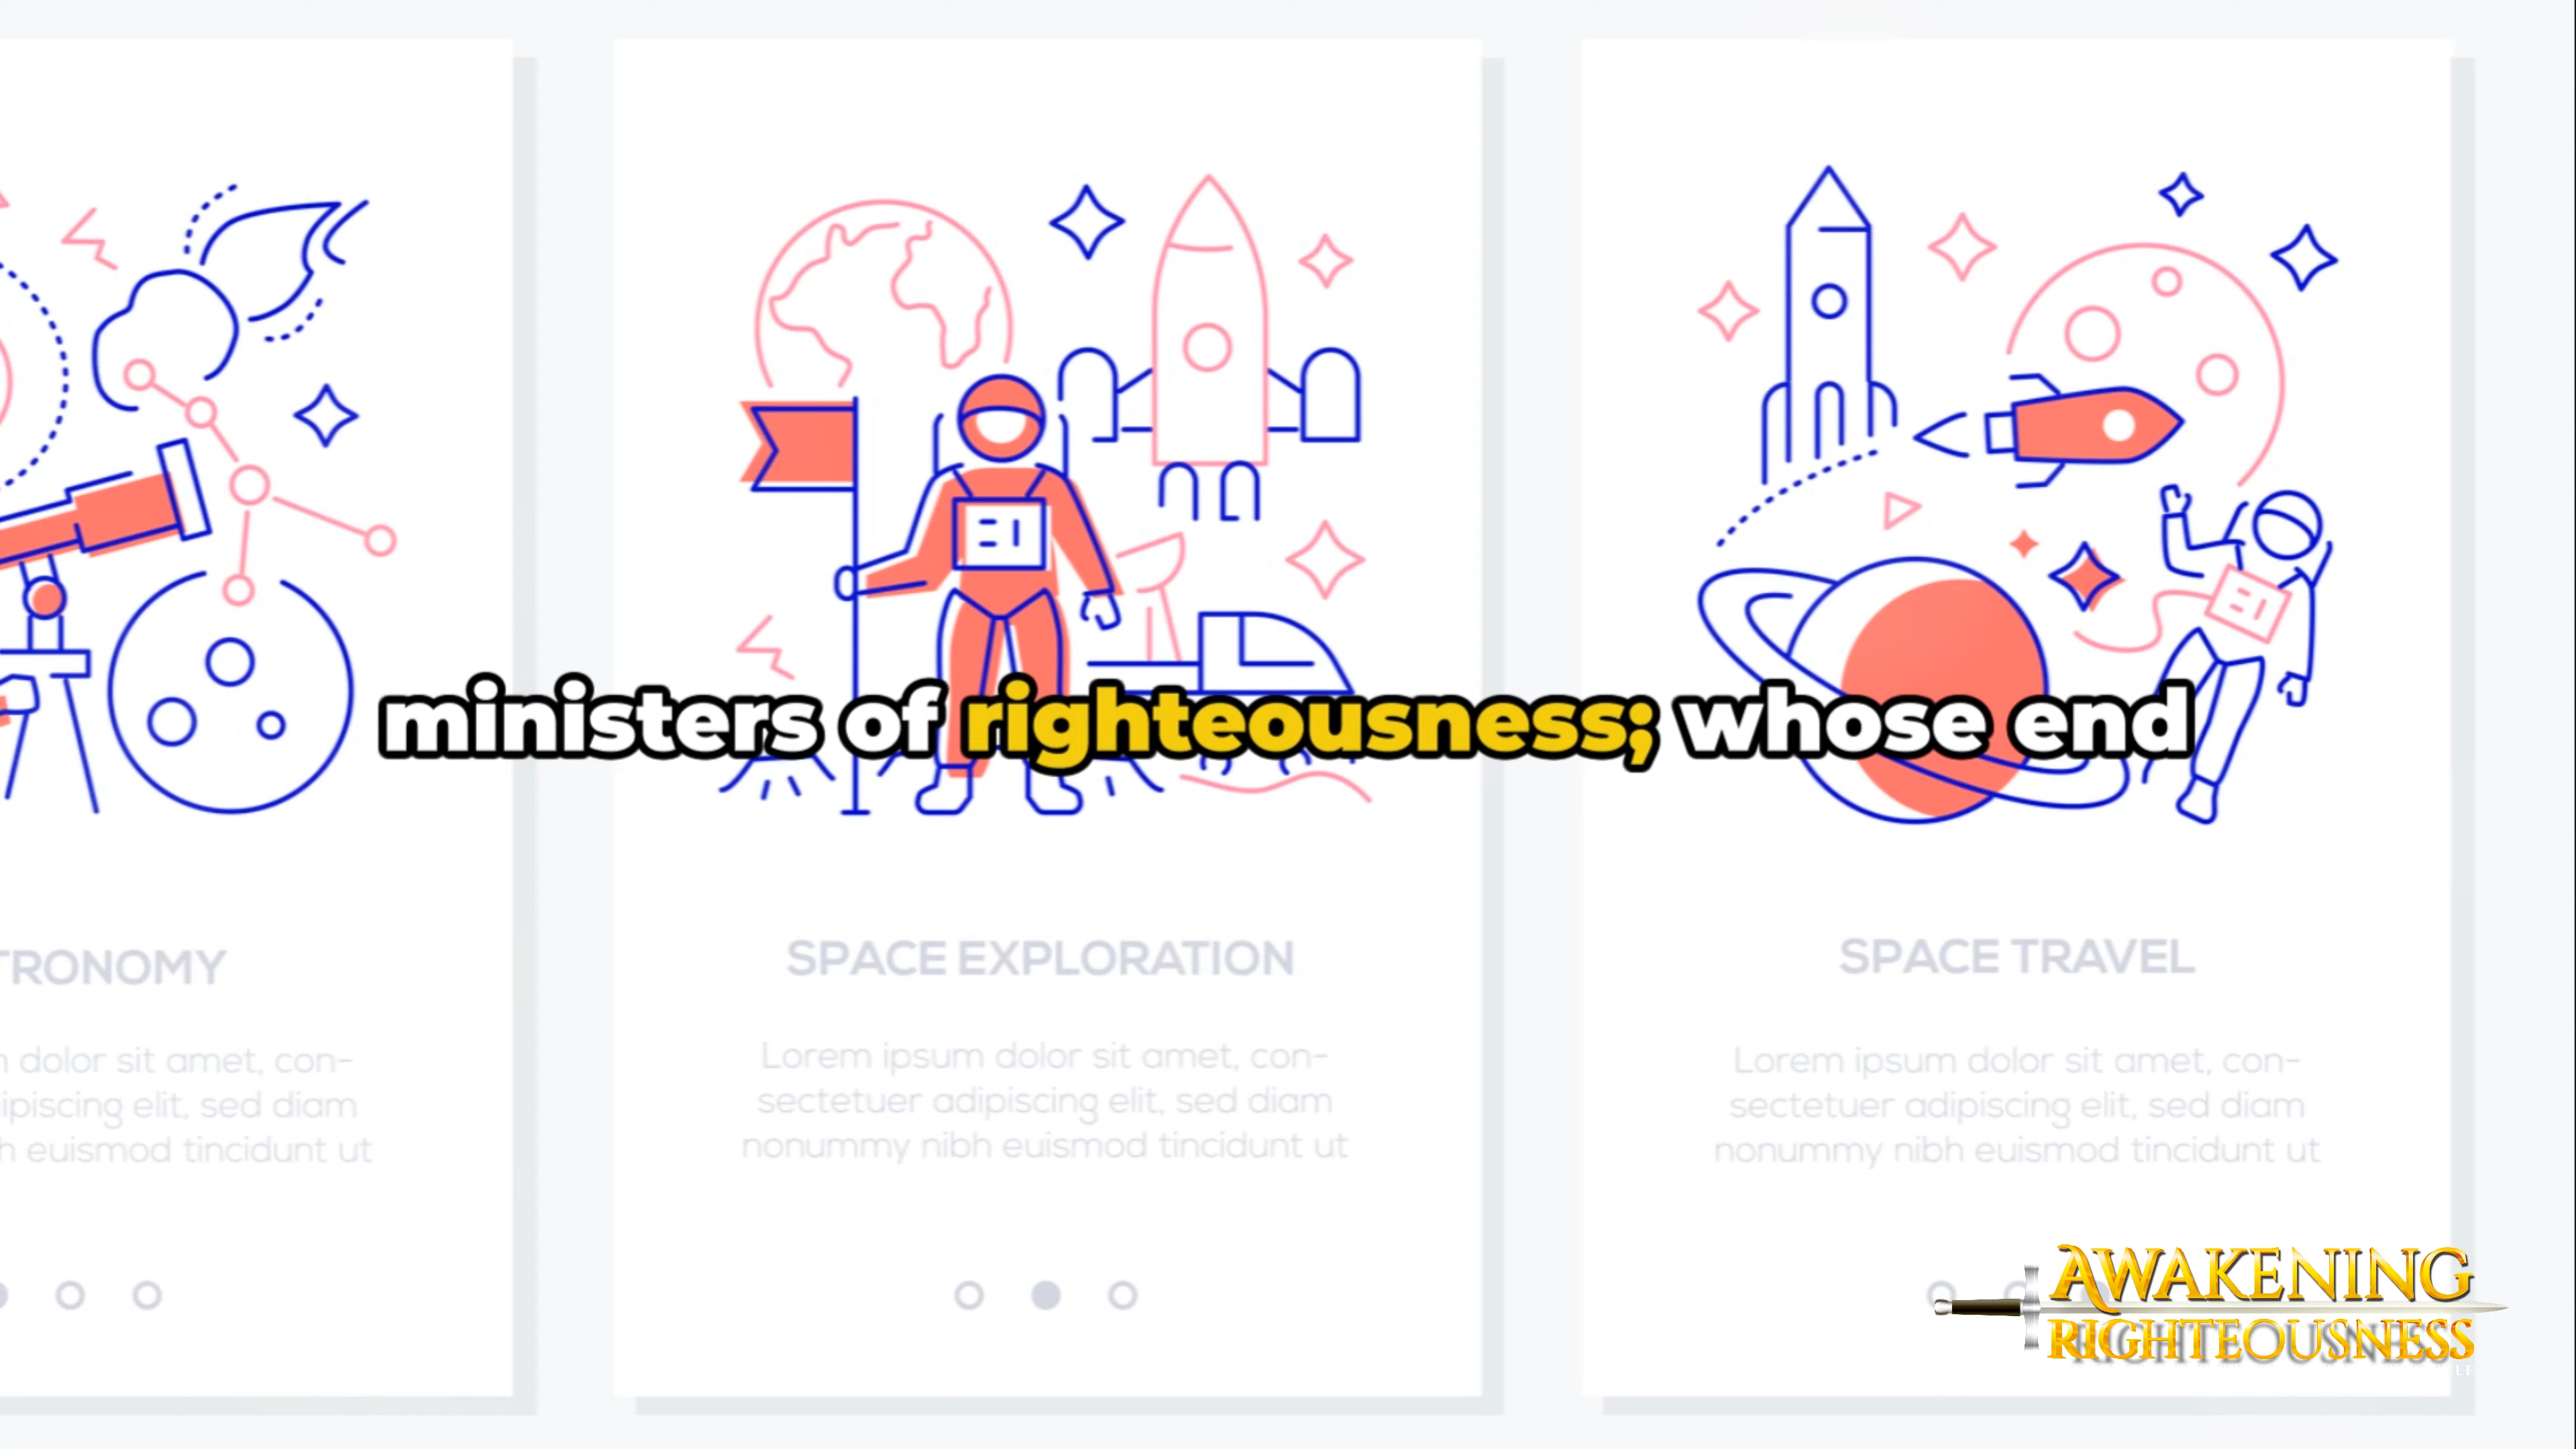 ministers of righteousness; whose end
TRONOMY
dolor sit amet, con-
ipiscing elit, sed diam
h euismod tincidunt ut
SPACE EXPLORATION
Lorem ipsum dolor sit amet, con-
sectetuer adipiscing elit, sed diam
nonummy nibh euismod tincidunt ut
SPACE TRAVEL
Lorem ipsum dolor sit amet, con-
sectetuer adipiscing elit, sed diam
nonummy nibh euismod tincidunt ut
AWAKENING
RIGHTEOUSNESS